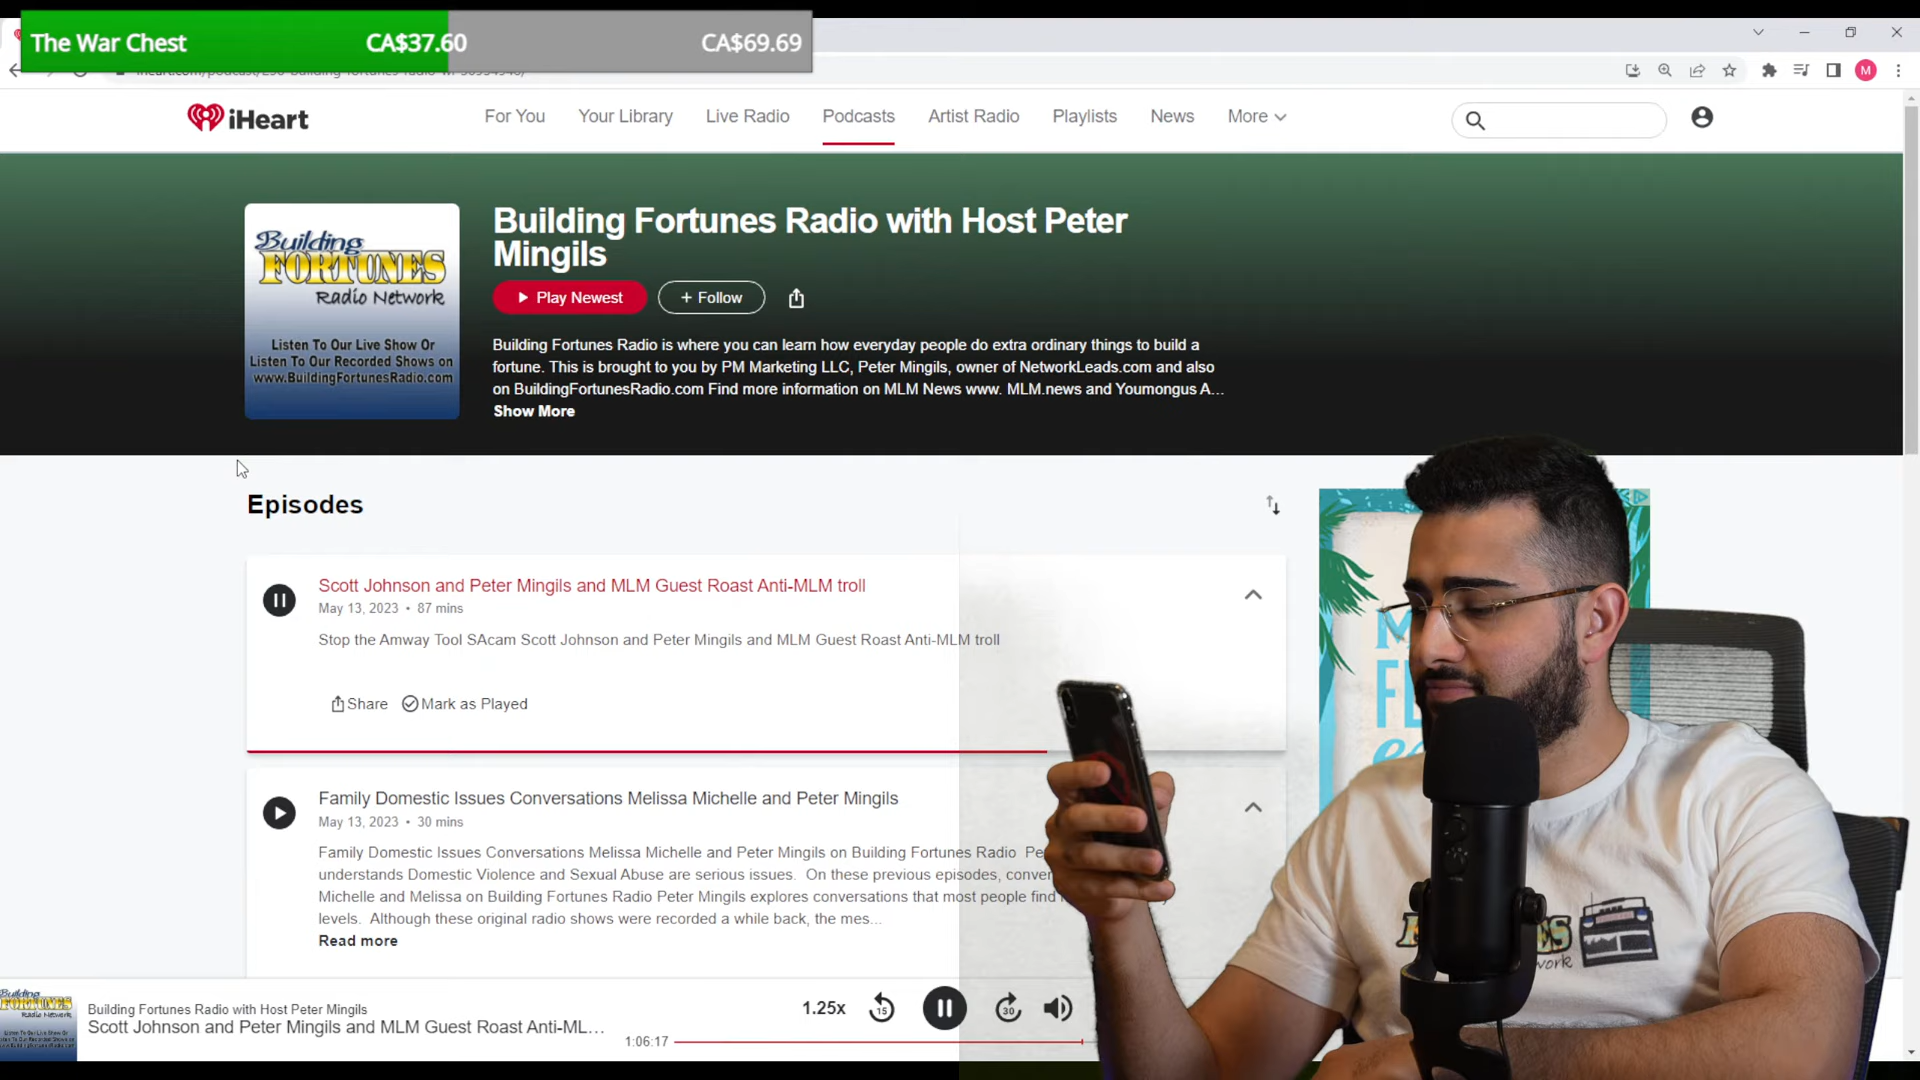 The War Chest CA$37.60 CA$69.69
M
iHeart For You Your Library Live Radio Podcasts Artist Radio Playlists News More
Building
FORTUNES
Radio Network
Listen To Our Live Show Or
Listen To Our Recorded Shows on
www.BuildingFortunesRadio.com
Building Fortunes Radio with Host Peter
Mingils
Play Newest + Follow
Building Fortunes Radio is where you can learn how everyday people do extra ordinary things to build a
fortune. This is brought to you by PM Marketing LLC, Peter Mingils, owner of NetworkLeads.com and also
on BuildingFortunesRadio.com Find more information on MLM News www. MLM.news and Youmongus A...
Show More
Episodes
Scott Johnson and Peter Mingils and MLM Guest Roast Anti-MLM troll
May 13, 2023 • 87 mins
Stop the Amway Tool SAcam Scott Johnson and Peter Mingils and MLM Guest Roast Anti-MLM troll
Share Mark as Played
Family Domestic Issues Conversations Melissa Michelle and Peter Mingils
May 13, 2023 • 30 mins
Family Domestic Issues Conversations Melissa Michelle and Peter Mingils on Building Fortunes Radio
understands Domestic Violence and Sexual Abuse are serious issues. On these previous episodes,
Michelle and Melissa on Building Fortunes Radio Peter Mingils explores conversations that most people find
levels. Although these original radio shows were recorded a while back, the mes...
Read more
Building Fortunes Radio with Host Peter Mingils
Scott Johnson and Peter Mingils and MLM Guest Roast Anti-ML...
1:06:17
1.25x 15 30